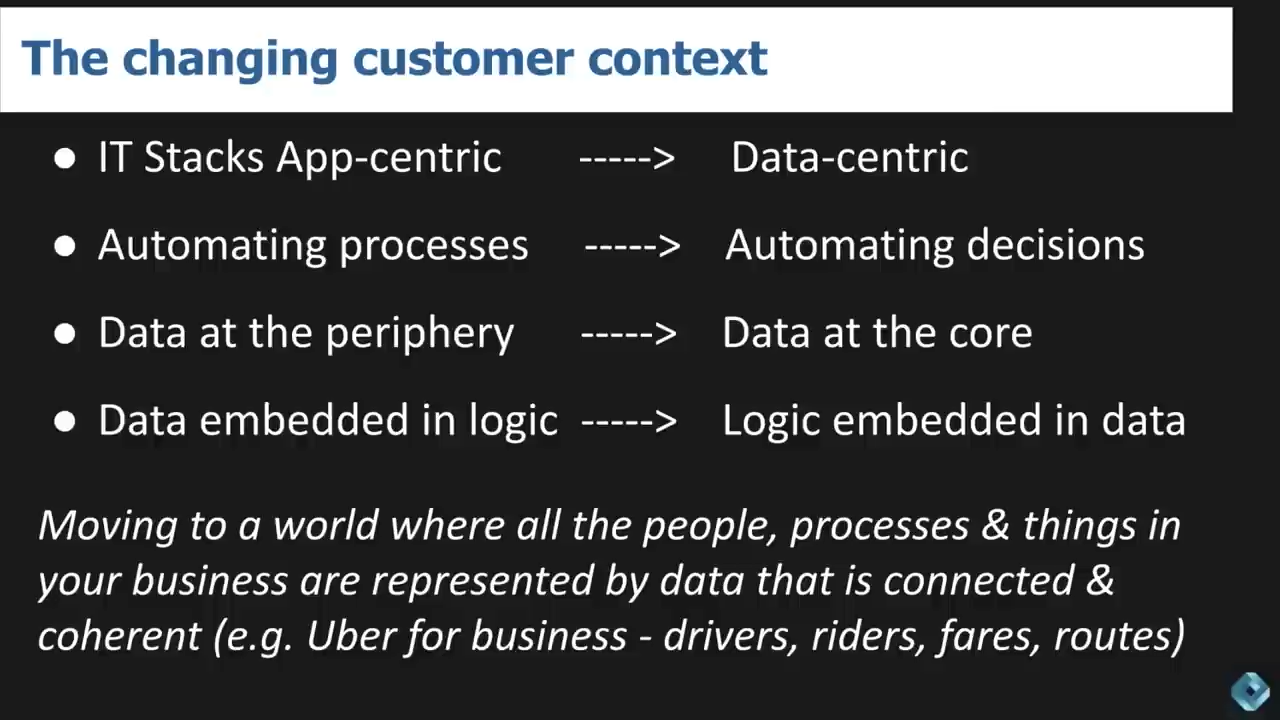 The changing customer context
● IT Stacks App-centric -----> Data-centric
● Automating processes -----> Automating decisions
● Data at the periphery -----> Data at the core
● Data embedded in logic -----> Logic embedded in data
Moving to a world where all the people, processes & things in
your business are represented by data that is connected &
coherent (e.g. Uber for business - drivers, riders, fares, routes)